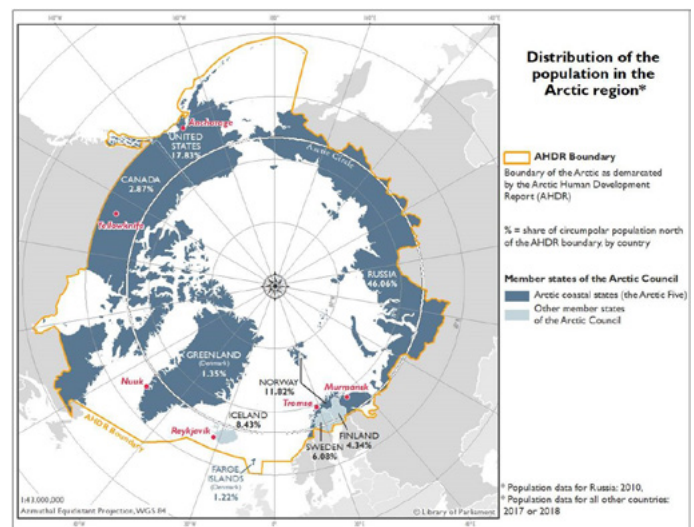 Distribution of the
population in the
Arctic region*
AHDR Boundary
Boundary of the Arctic as demarcated
by the Arctic Human Development
Report (AHDR)
% = share of circumpolar population north
of the AHDR boundary, by country
Member states of the Arctic Council
Arctic coastal states (the Arctic Five)
Other member states
of the Arctic Council
* Population data for Russia: 2010,
* Population data for all other countries:
2017 or 2018
Anchorage
UNITED
STATES
17.83%
Arctic Circle
CANADA
2.87%
Yellowknife
RUSSIA
46.06%
GREENLAND
(Denmark)
1.35%
Nuuk
NORWAY
11.82%
Murmansk
Tromsø
ICELAND
8.43%
Reykjavik
FINLAND
4.34%
SWEDEN
6.08%
AHDR Boundary
FAROE
ISLANDS
(Denmark)
1.22%
1:43,000,000
Azimuthal Equidistant Projection, WGS 84
© Library of Parliament